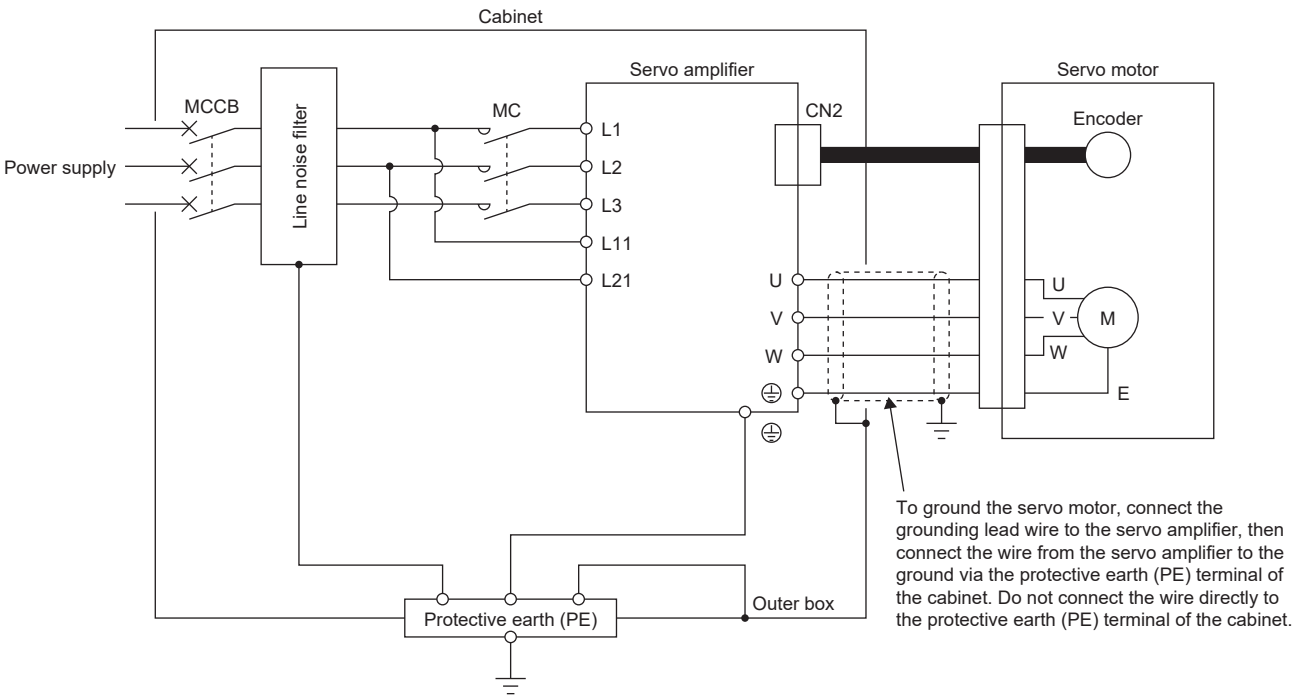 Cabinet
Servo amplifier
Servo motor
MCCB
Line noise filter
MC
CN2
Encoder
Power supply
L1
L2
L3
L11
L21
U
V
W
U
V
W
M
E
To ground the servo motor, connect the
grounding lead wire to the servo amplifier, then
connect the wire from the servo amplifier to the
ground via the protective earth (PE) terminal of
the cabinet. Do not connect the wire directly to
the protective earth (PE) terminal of the cabinet.
Outer box
Protective earth (PE)